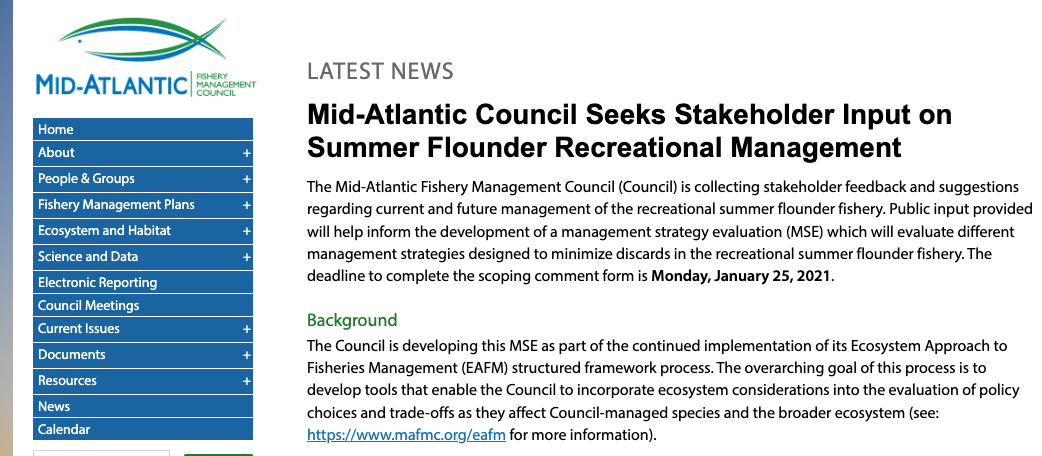 MID-ATLANTIC
FISHERY
MANAGEMENT
COUNCIL
Home
About +
People & Groups +
Fishery Management Plans +
Ecosystem and Habitat +
Science and Data +
Electronic Reporting
Council Meetings
Current Issues +
Documents +
Resources +
News
Calendar
LATEST NEWS
Mid-Atlantic Council Seeks Stakeholder Input on
Summer Flounder Recreational Management
The Mid-Atlantic Fishery Management Council (Council) is collecting stakeholder feedback and suggestions
regarding current and future management of the recreational summer flounder fishery. Public input provided
will help inform the development of a management strategy evaluation (MSE) which will evaluate different
management strategies designed to minimize discards in the recreational summer flounder fishery. The
deadline to complete the scoping comment form is Monday, January 25, 2021.
Background
The Council is developing this MSE as part of the continued implementation of its Ecosystem Approach to
Fisheries Management (EAFM) structured framework process. The overarching goal of this process is to
develop tools that enable the Council to incorporate ecosystem considerations into the evaluation of policy
choices and trade-offs as they affect Council-managed species and the broader ecosystem (see:
https://www.mafmc.org/eafm for more information).